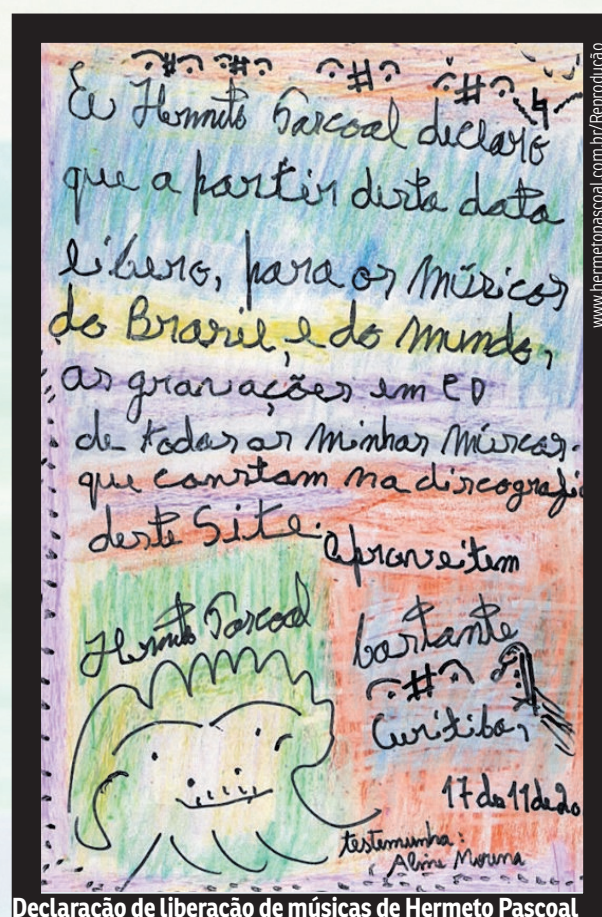 Eu Hermeto Pascoal declaro
que a partir desta data
libero, para os músicos
do Brasil, e do mundo,
as gravações em CD
de todas as minhas músicas.
que constam na discografi
deste Site.
Aproveitem
bastante
Hermeto Pascoal
Curitiba,
17 de 11 de 20
testemunha:
Aline Morena
www.hermetopascoal.com.br/Reprodução
Declaração de liberação de músicas de Hermeto Pascoal